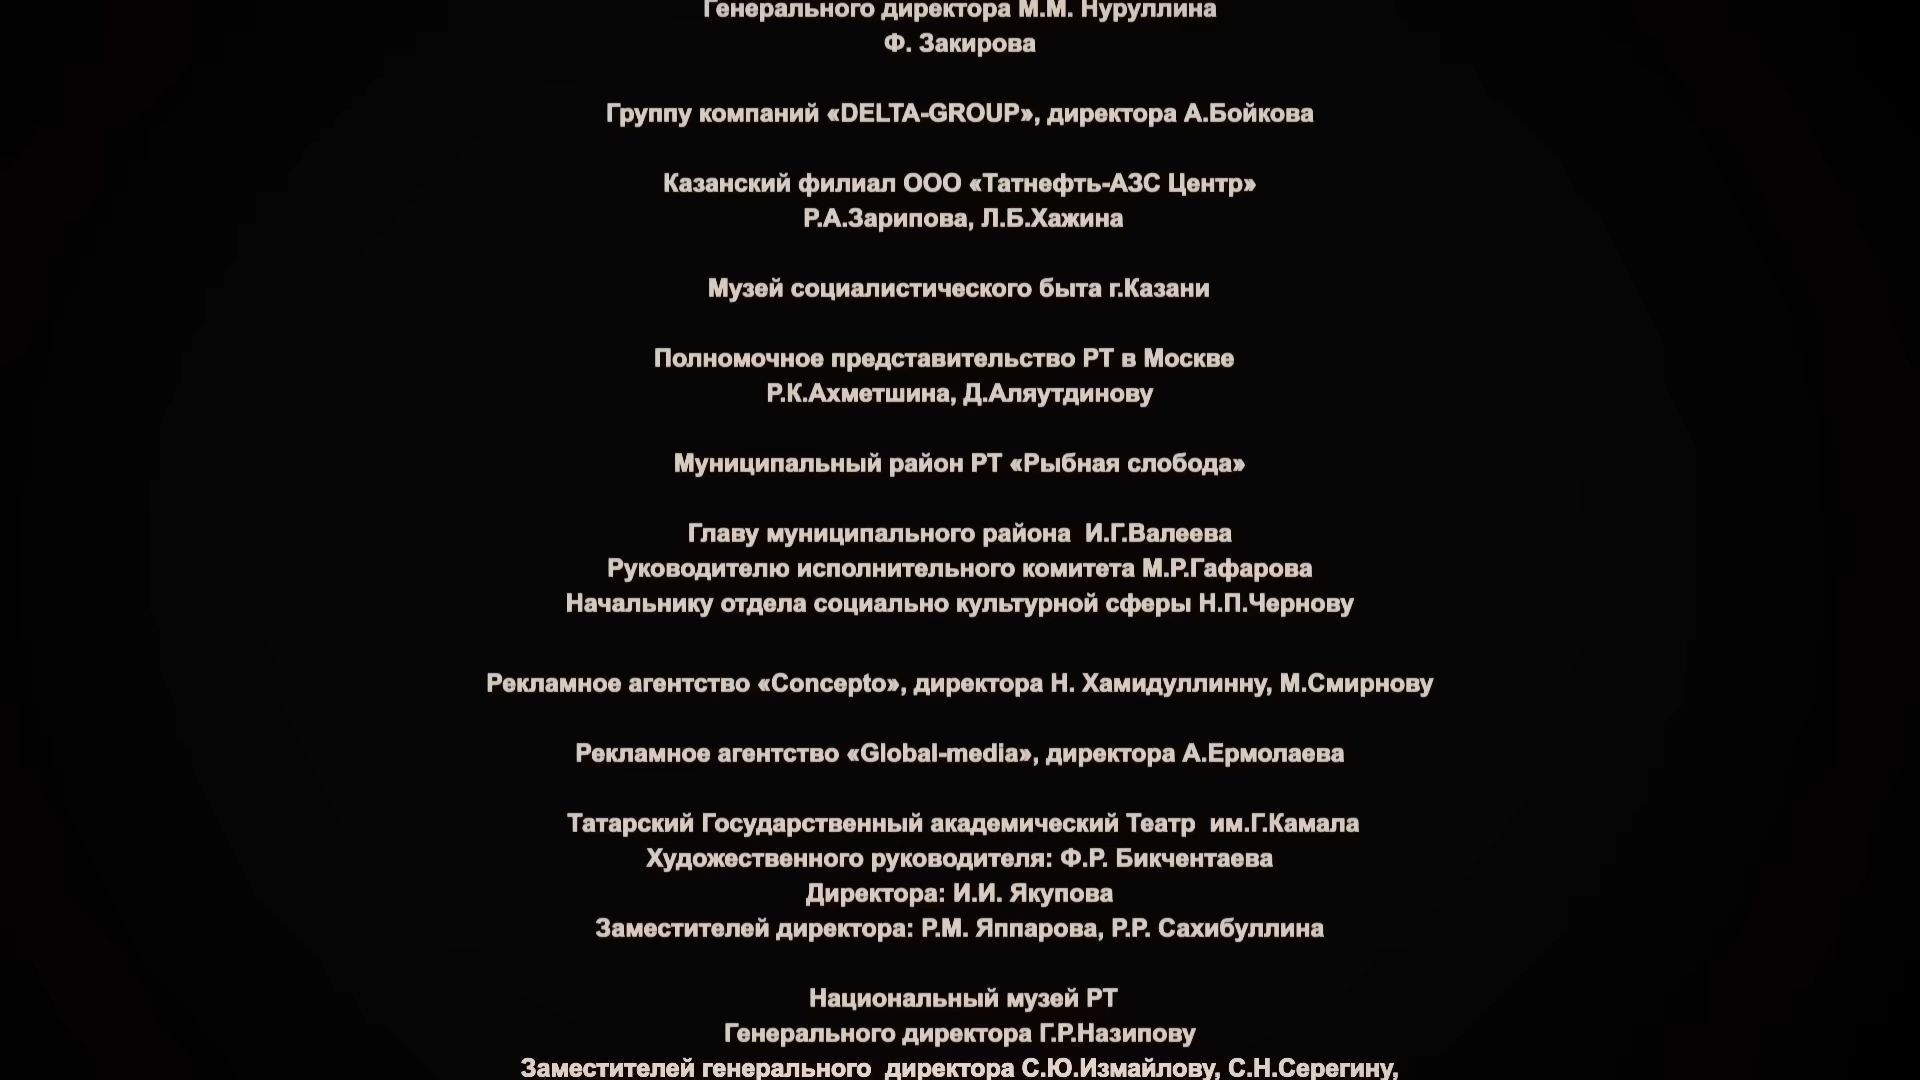 Генерального директора М.М. Нуруллина
Ф. Закирова
Группу компаний «DELTA-GROUP», директора А.Бойкова
Казанский филиал ООО «Татнефть-АЗС Центр»
Р.А.Зарипова, Л.Б.Хажина
Музей социалистического быта г.Казани
Полномочное представительство РТ в Москве
Р.К.Ахметшина, Д.Аляутдинову
Муниципальный район РТ «Рыбная слобода»
Главу муниципального района  И.Г.Валеева
Руководителю исполнительного комитета М.Р.Гафарова
Начальнику отдела социально культурной сферы Н.П.Чернову
Рекламное агентство «Concepto», директора Н. Хамидуллинну, М.Смирнову
Рекламное агентство «Global-media», директора А.Ермолаева
Татарский Государственный академический Театр  им.Г.Камала
Художественного руководителя: Ф.Р. Бикчентаева
Директора: И.И. Якупова
Заместителей директора: Р.М. Яппарова, Р.Р. Сахибуллина
Национальный музей РТ
Генерального директора Г.Р.Назипову
Заместителей генерального  директора С.Ю.Измайлову, С.Н.Серегину,